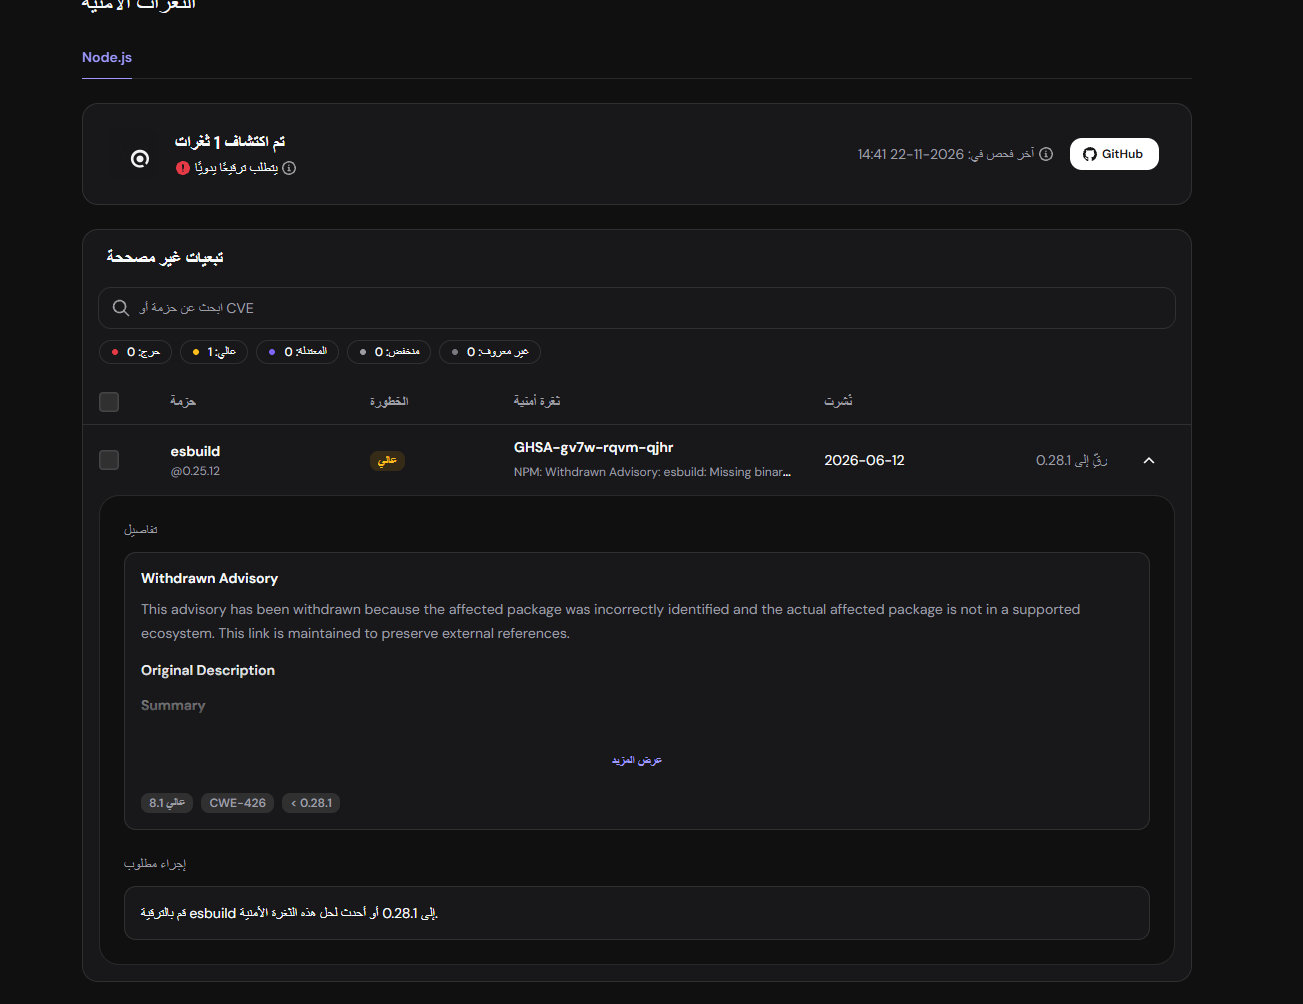 الثغرات الأمنية
Node.js
تم اكتشاف 1 ثغرات
يتطلب ترقيعًا يدويًا
آخر فحص في: 2026-11-22 14:41
GitHub
تبعيات غير مصححة
ابحث عن حزمة أو CVE
حرج: 0
عالي: 1
المعتدلة: 0
منخفض: 0
غير معروف: 0
حزمة
الخطورة
ثغرة أمنية
نُشرت
esbuild
@0.25.12
عالي
GHSA-gv7w-rqvm-qjhr
NPM: Withdrawn Advisory: esbuild: Missing binar...
2026-06-12
رقِّ إلى 0.28.1
تفاصيل
Withdrawn Advisory
This advisory has been withdrawn because the affected package was incorrectly identified and the actual affected package is not in a supported
ecosystem. This link is maintained to preserve external references.
Original Description
Summary
عرض المزيد
عالي 8.1
CWE-426
< 0.28.1
إجراء مطلوب
قم بالترقية esbuild إلى 0.28.1 أو أحدث لحل هذه الثغرة الأمنية.